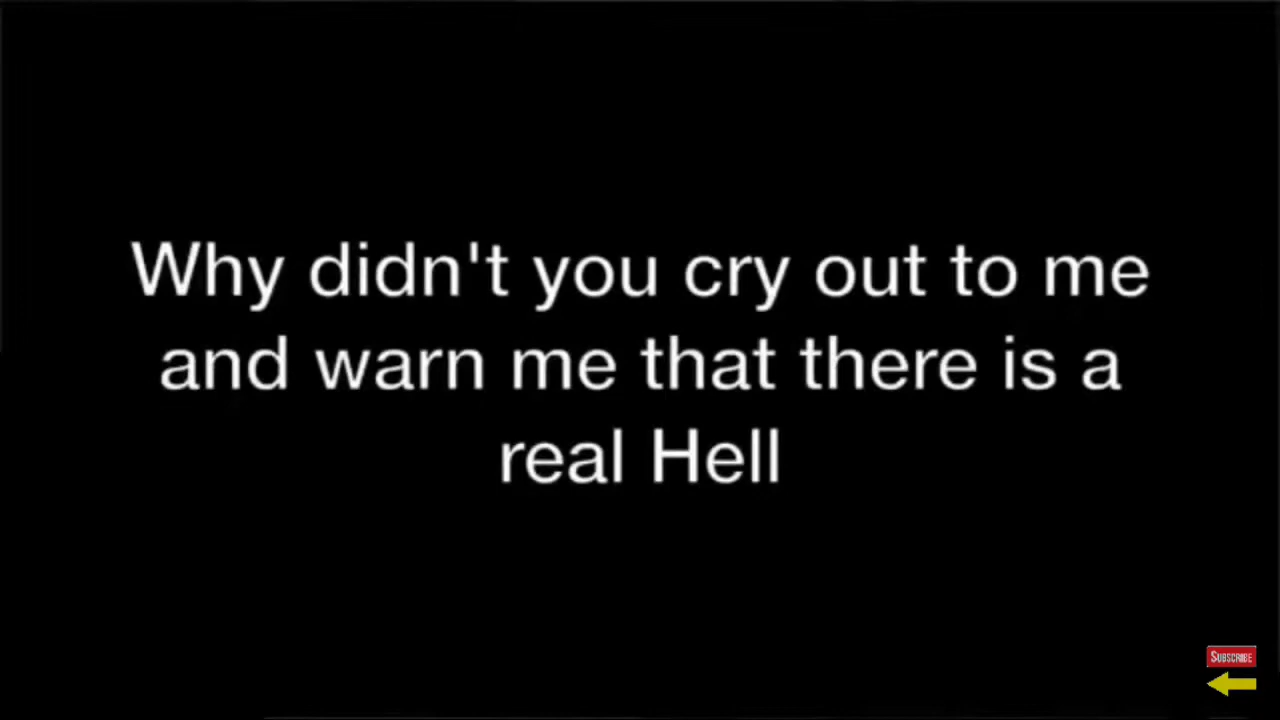 Why didn't you cry out to me
and warn me that there is a
real Hell
SUBSCRIBE